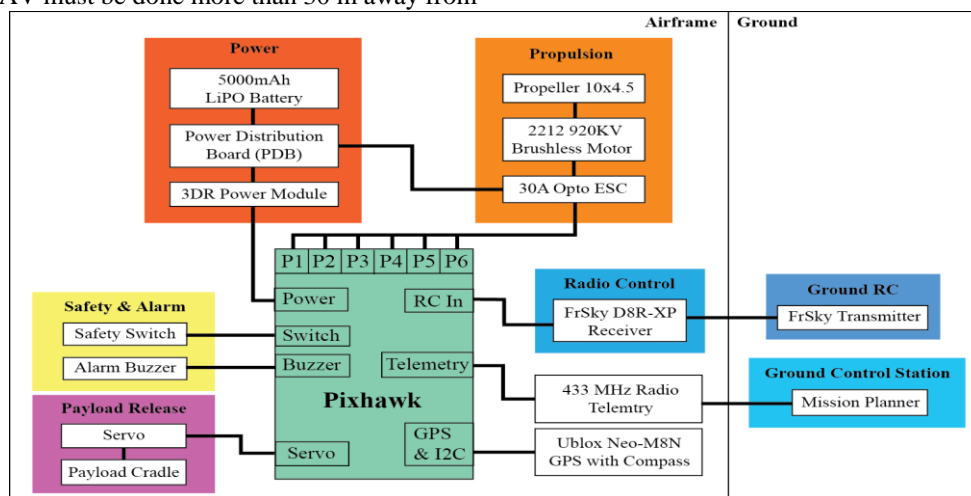 AV must be done more than 30 m away from
Airframe
Ground
Power
5000mAh
LiPO Battery
Power Distribution
Board (PDB)
3DR Power Module
Propulsion
Propeller 10x4.5
2212 920KV
Brushless Motor
30A Opto ESC
P1 P2 P3 P4 P5 P6
Power
RC In
Switch
Buzzer
Telemetry
Pixhawk
GPS
& I2C
Servo
Safety & Alarm
Safety Switch
Alarm Buzzer
Payload Release
Servo
Payload Cradle
Radio Control
FrSky D8R-XP
Receiver
Ground RC
FrSky Transmitter
433 MHz Radio
Telemtry
Ground Control Station
Mission Planner
Ublox Neo-M8N
GPS with Compass